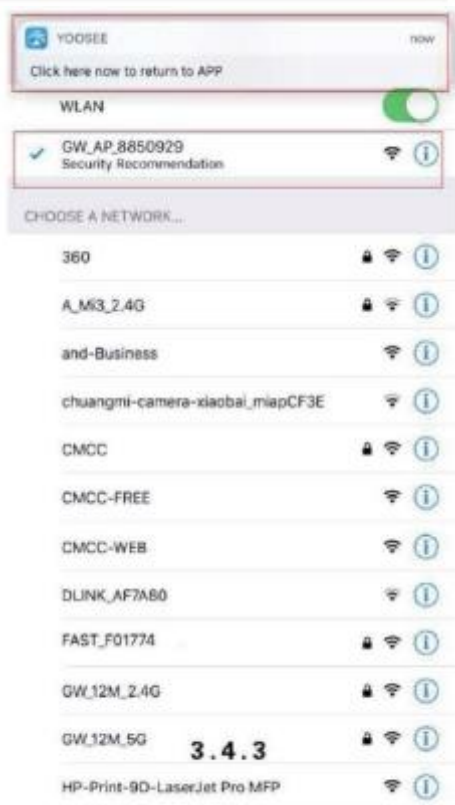 YOOSEE now
Click here now to return to APP
WLAN
GW_AP_8850929
Security Recommendation
CHOOSE A NETWORK...
360
A_Mi3_2.4G
and-Business
chuangmi-camera-xiaobai_miapCF3E
CMCC
CMCC-FREE
CMCC-WEB
DLINK_AF7A80
FAST_F01774
GW_12M_2.4G
GW_12M_5G
3.4.3
HP-Print-9D-LaserJet Pro MFP